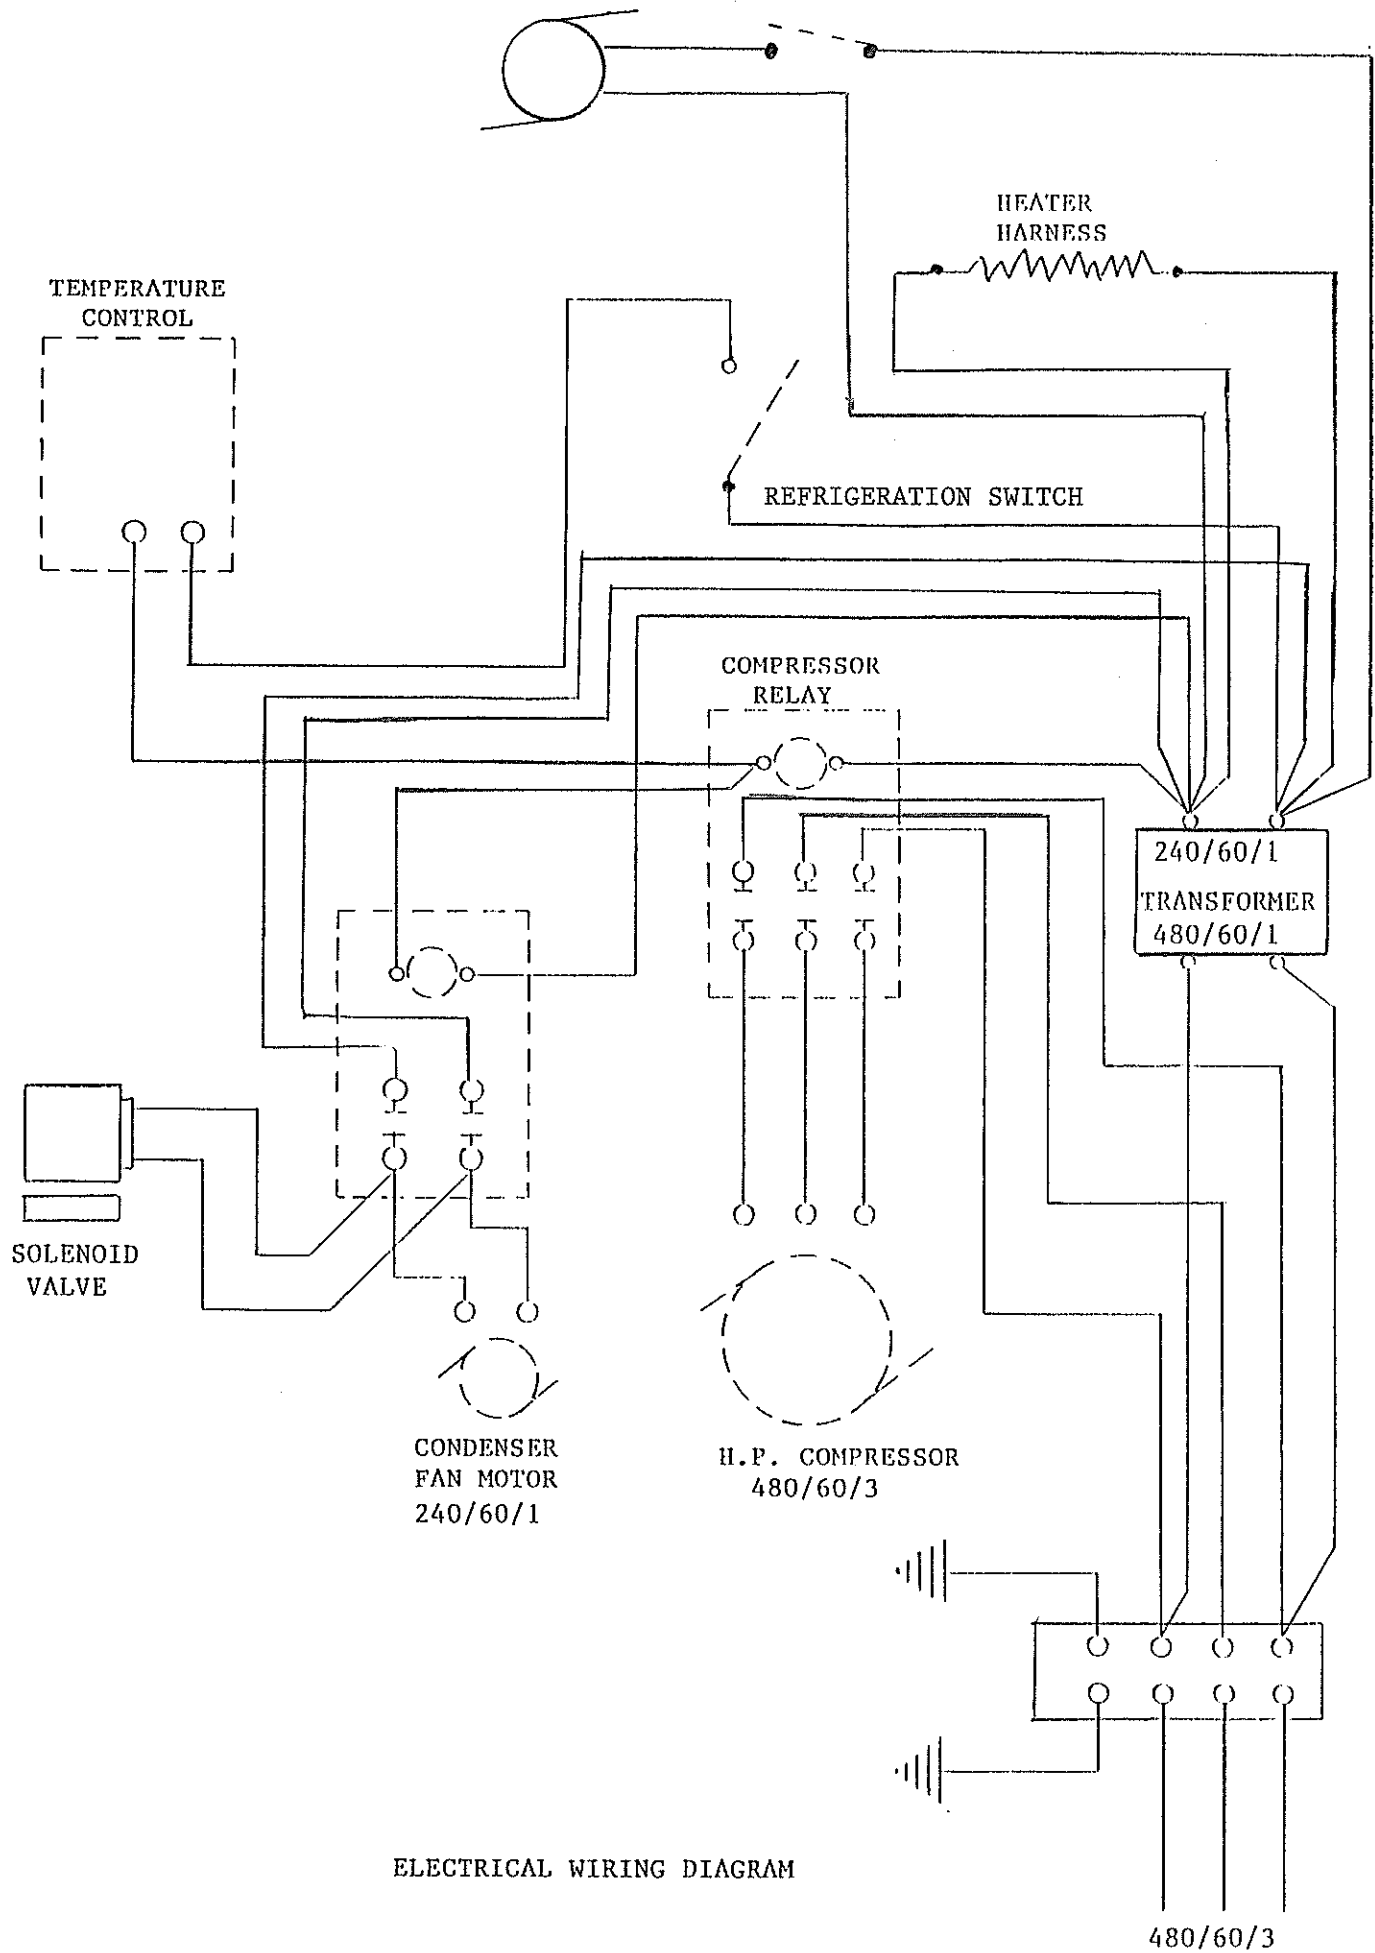 HEATER
HARNESS
TEMPERATURE
CONTROL
REFRIGERATION SWITCH
COMPRESSOR
RELAY
240/60/1
TRANSFORMER
480/60/1
SOLENOID
VALVE
CONDENSER
FAN MOTOR
240/60/1
H.P. COMPRESSOR
480/60/3
ELECTRICAL WIRING DIAGRAM
480/60/3